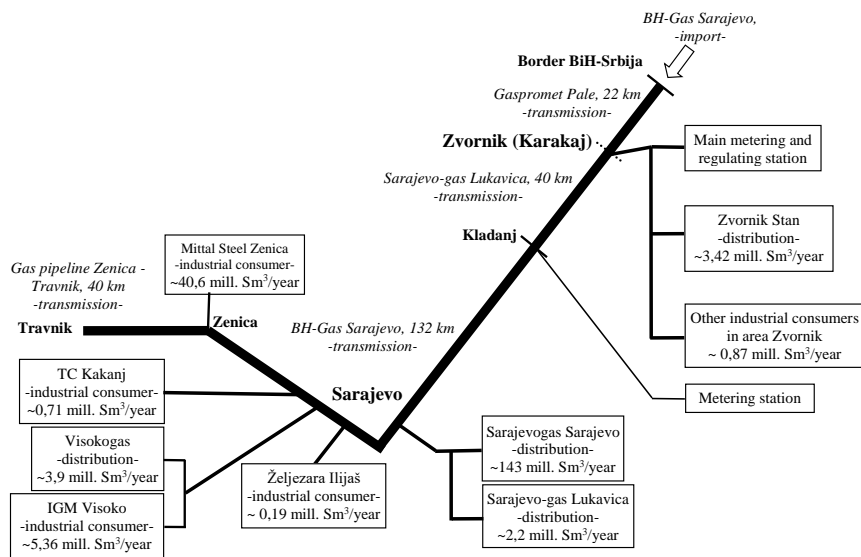 BH-Gas Sarajevo,
-import-
Border BiH-Srbija
Gaspromet Pale, 22 km
-transmission-
Zvornik (Karakaj)
Main metering and
regulating station
Sarajevo-gas Lukavica, 40 km
-transmission-
Zvornik Stan
-distribution-
~3,42 mill. Sm³/year
Kladanj
Mittal Steel Zenica
-industrial consumer-
~40,6 mill. Sm³/year
Gas pipeline Zenica -
Travnik, 40 km
-transmission-
Travnik
Zenica
BH-Gas Sarajevo, 132 km
-transmission-
Other industrial consumers
in area Zvornik
~ 0,87 mill. Sm³/year
TC Kakanj
-industrial consumer-
~0,71 mill. Sm³/year
Sarajevo
Metering station
Visokogas
-distribution-
~3,9 mill. Sm³/year
Željezara Ilijaš
-industrial consumer-
~ 0,19 mill. Sm³/year
Sarajevogas Sarajevo
-distribution-
~143 mill. Sm³/year
IGM Visoko
-industrial consumer-
~5,36 mill. Sm³/year
Sarajevo-gas Lukavica
-distribution-
~2,2 mill. Sm³/year